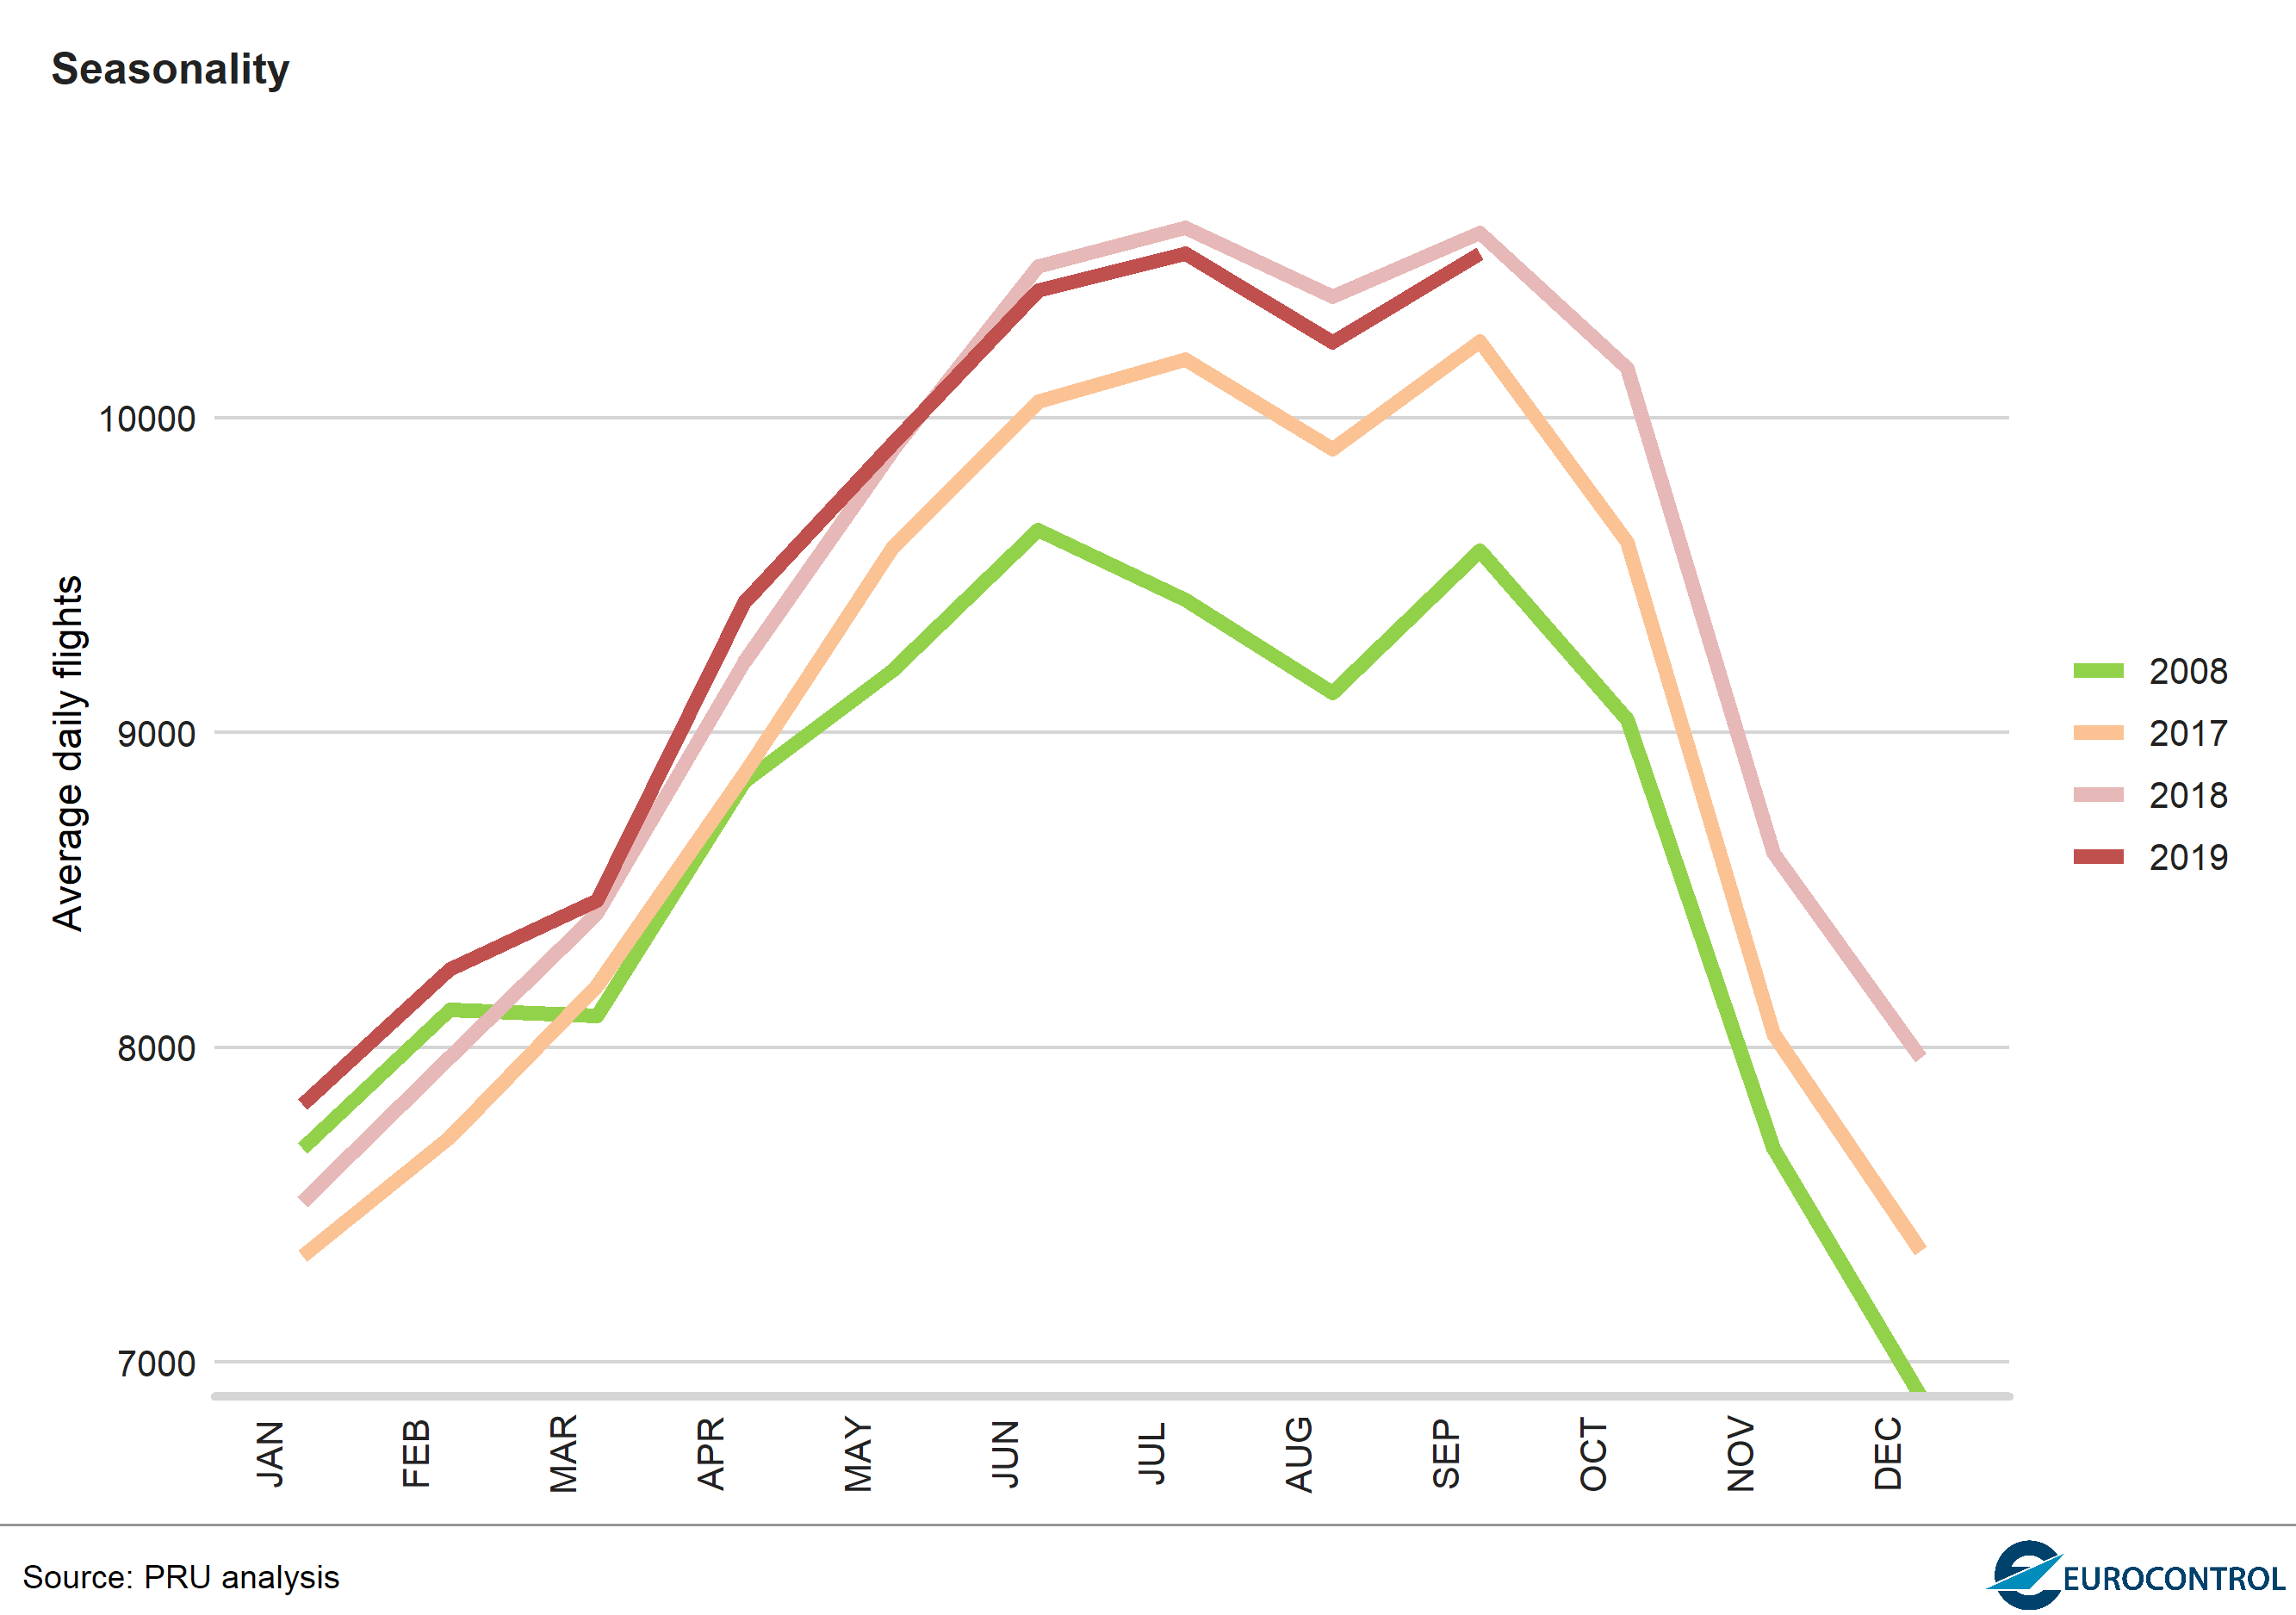 Seasonality
Average daily flights
10000
9000
8000
7000
JAN
FEB
MAR
APR
MAY
JUN
JUL
AUG
SEP
OCT
NOV
DEC
2008
2017
2018
2019
Source: PRU analysis
EUROCONTROL